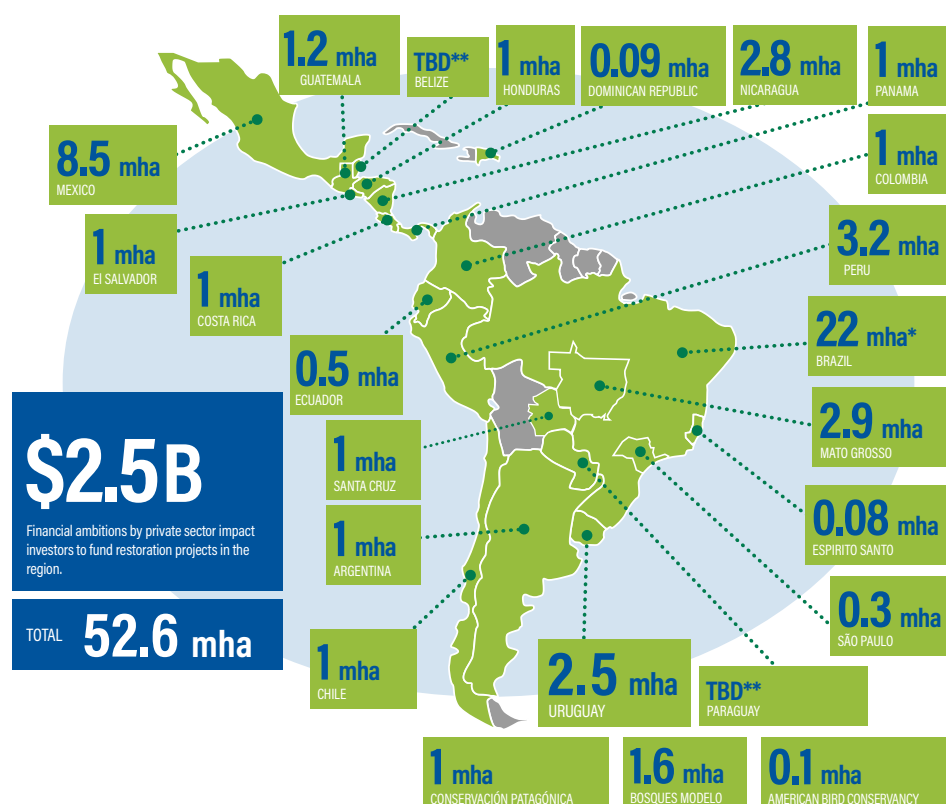 1.2 mha
GUATEMALA
TBD**
BELIZE
1 mha
HONDURAS
0.09 mha
DOMINICAN REPUBLIC
2.8 mha
NICARAGUA
1 mha
PANAMA
8.5 mha
MEXICO
1 mha
COLOMBIA
1 mha
El SALVADOR
1 mha
COSTA RICA
3.2 mha
PERU
0.5 mha
ECUADOR
22 mha*
BRAZIL
2.9 mha
MATO GROSSO
1 mha
SANTA CRUZ
0.08 mha
ESPIRITO SANTO
1 mha
ARGENTINA
0.3 mha
SÃO PAULO
$2.5B
Financial ambitions by private sector impact
investors to fund restoration projects in the
region.
TOTAL 52.6 mha
1 mha
CHILE
2.5 mha
URUGUAY
TBD**
PARAGUAY
1 mha
CONSERVACIÓN PATAGÓNICA
1.6 mha
BOSQUES MODELO
0.1 mha
AMERICAN BIRD CONSERVANCY